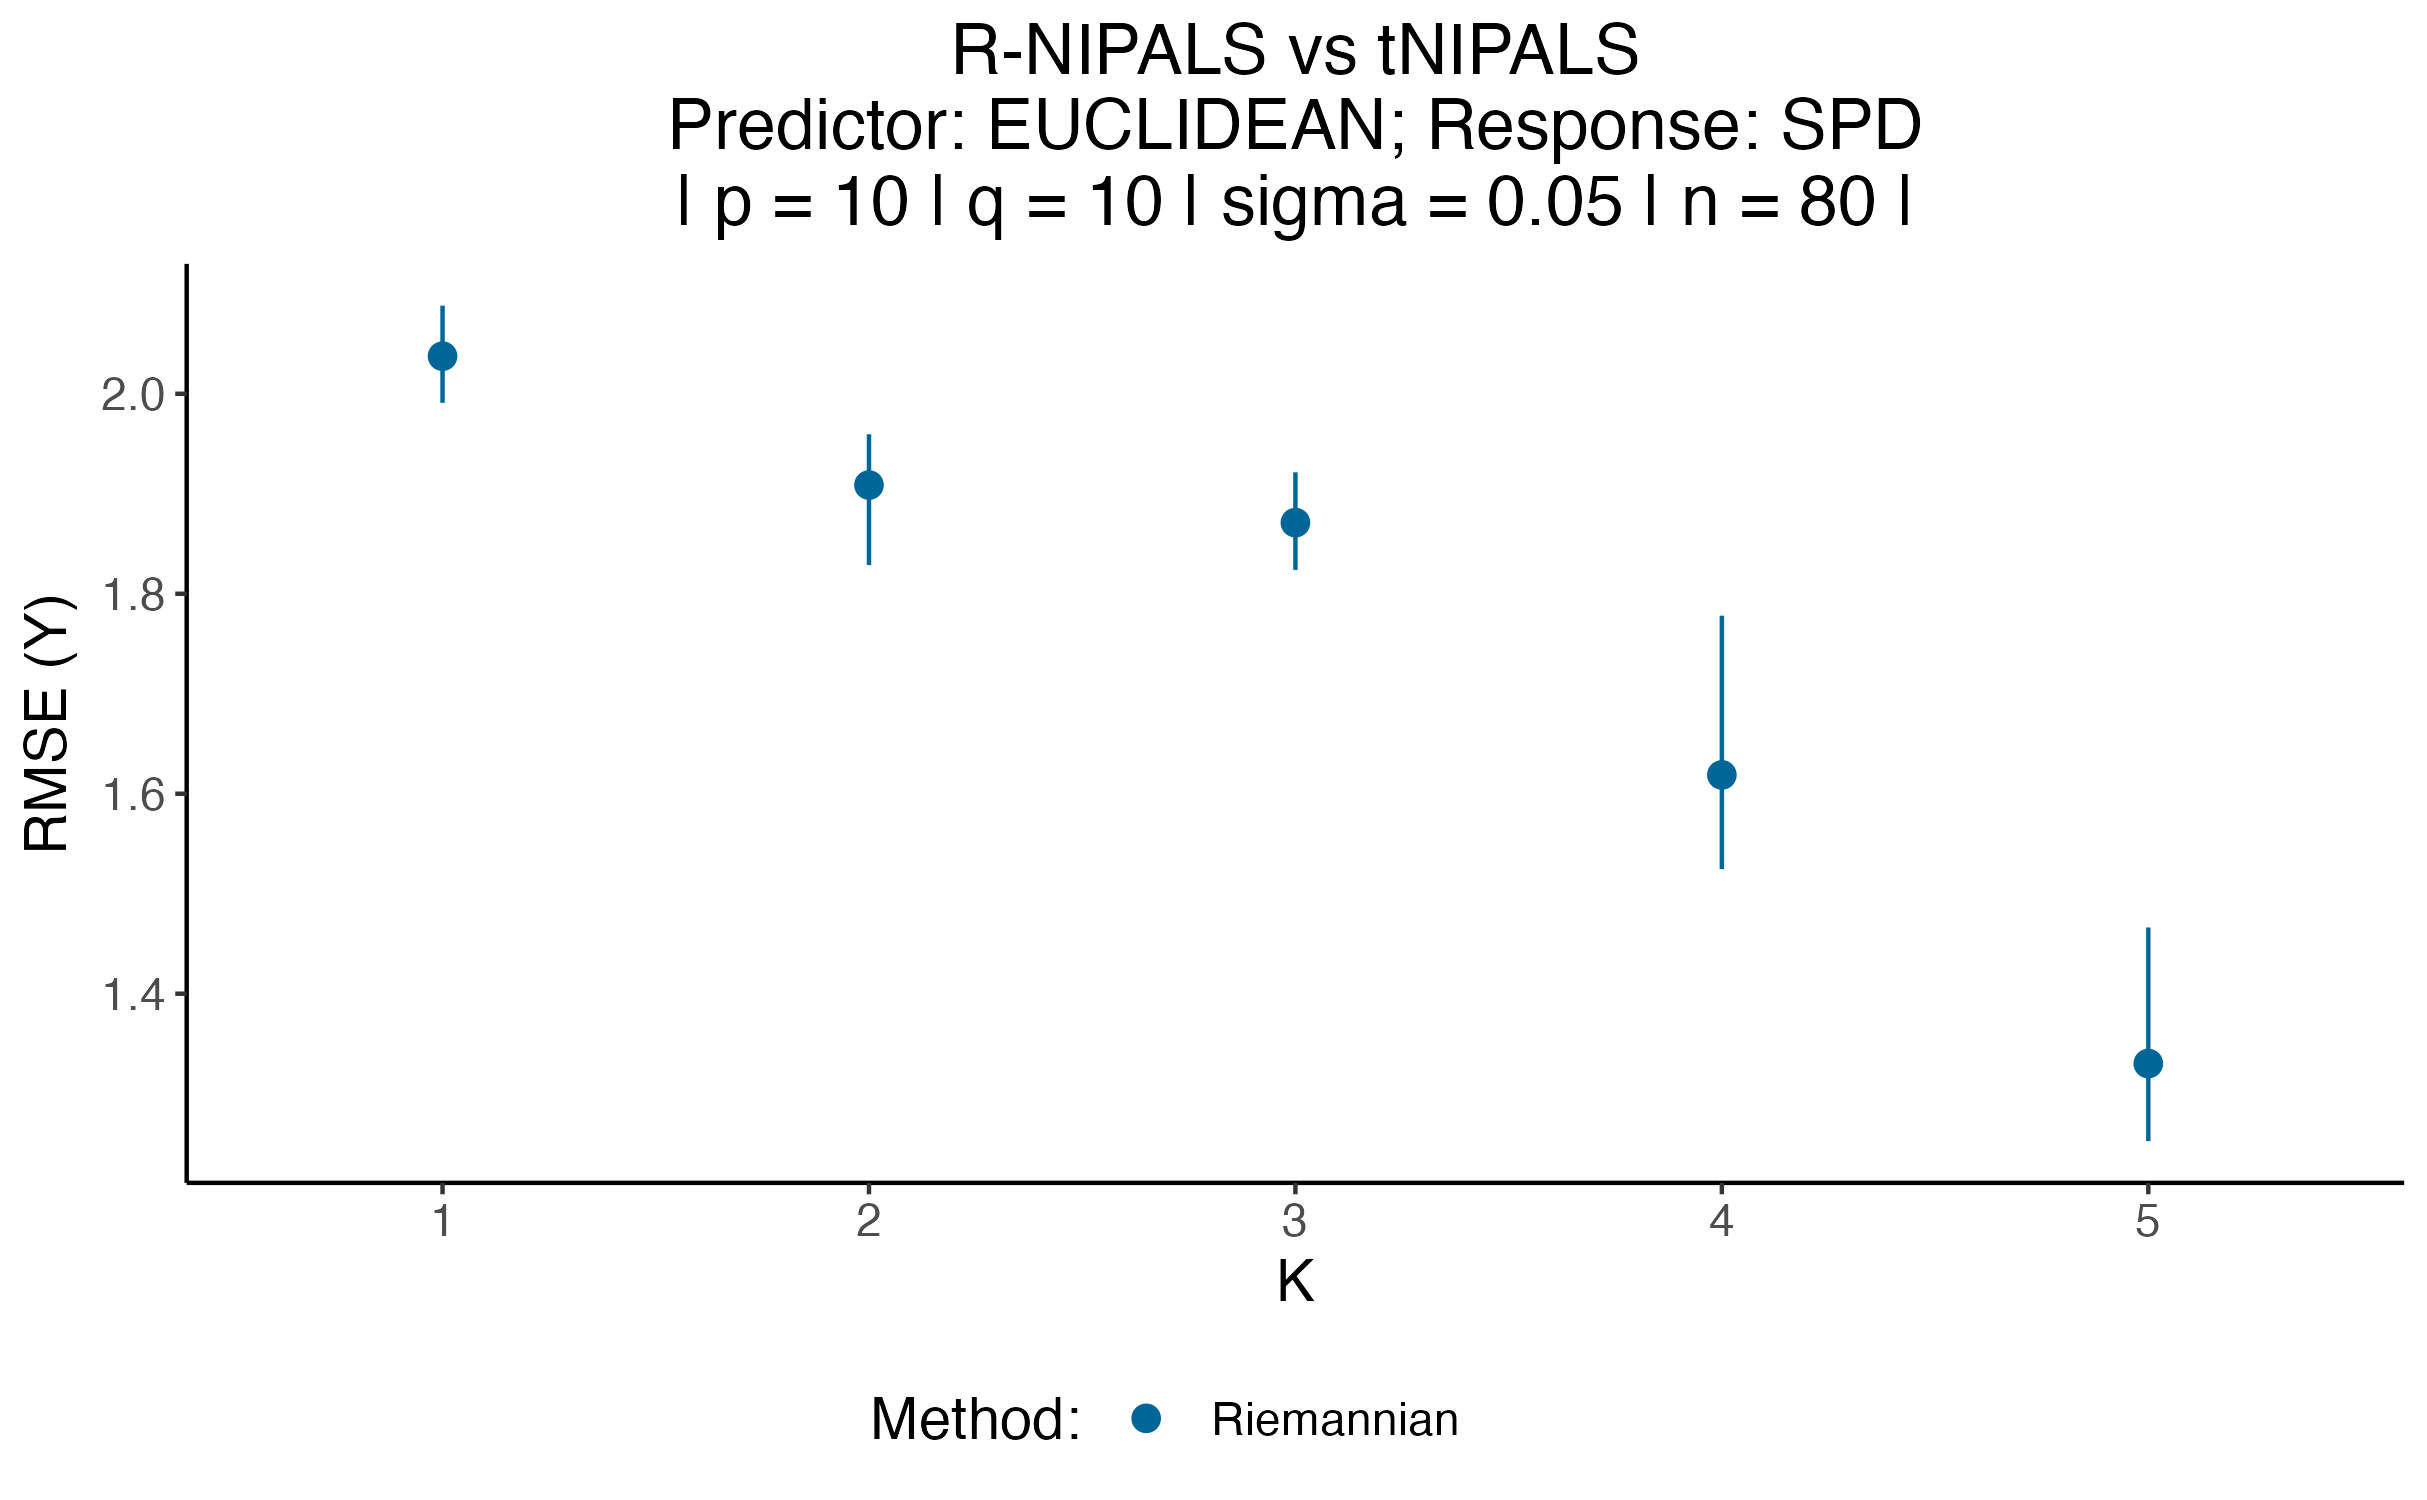 R-NIPALS vs tNIPALS
Predictor: EUCLIDEAN; Response: SPD
| p = 10 | q = 10 | sigma = 0.05 | n = 80 |
RMSE (Y)
2.0
1.8
1.6
1.4
1 2 3 4 5
K
Method: Riemannian